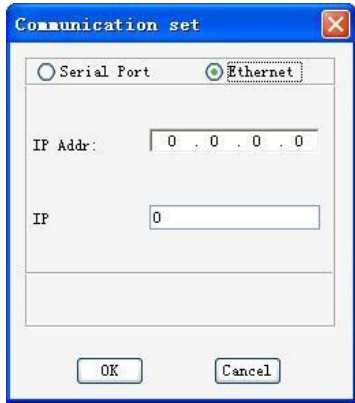 Communication set
Serial Port Ethernet
IP Addr: 0 . 0 . 0 . 0
IP 0
OK Cancel